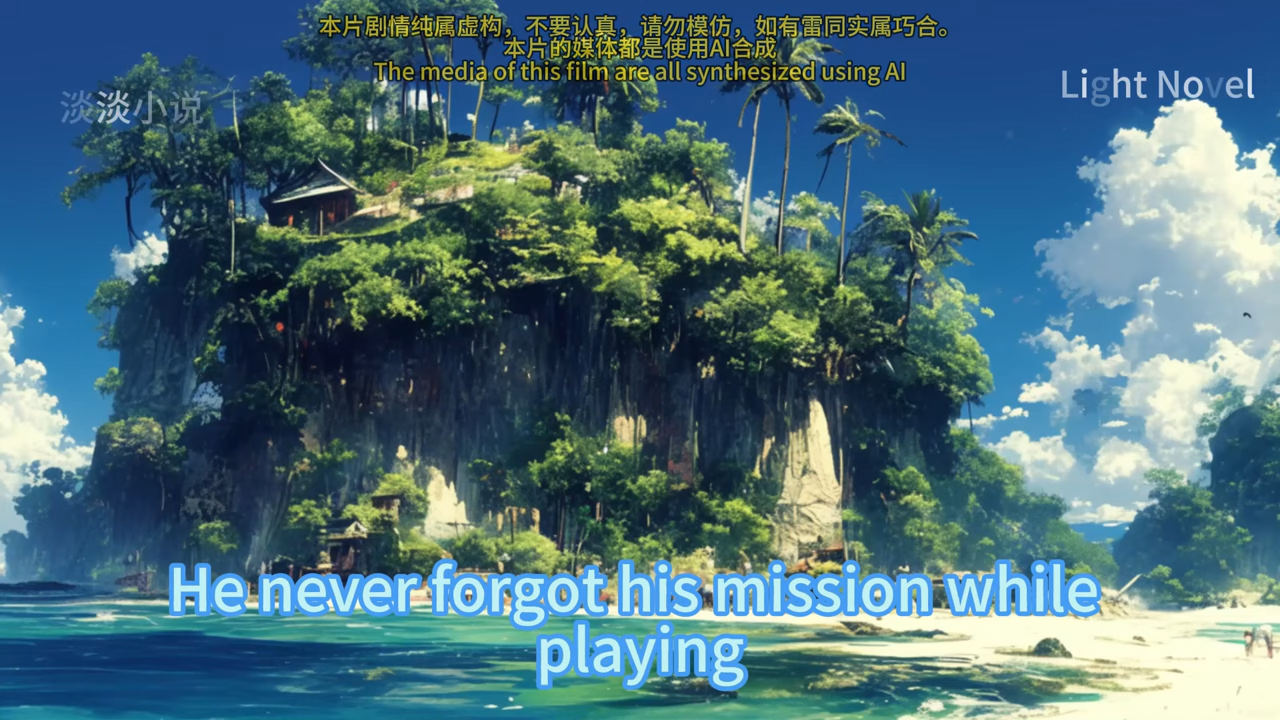 本片剧情纯属虚构，不要认真，请勿模仿，如有雷同实属巧合。
本片的媒体都是使用AI合成
The media of this film are all synthesized using AI
淡淡小说
Light Novel
He never forgot his mission while
playing